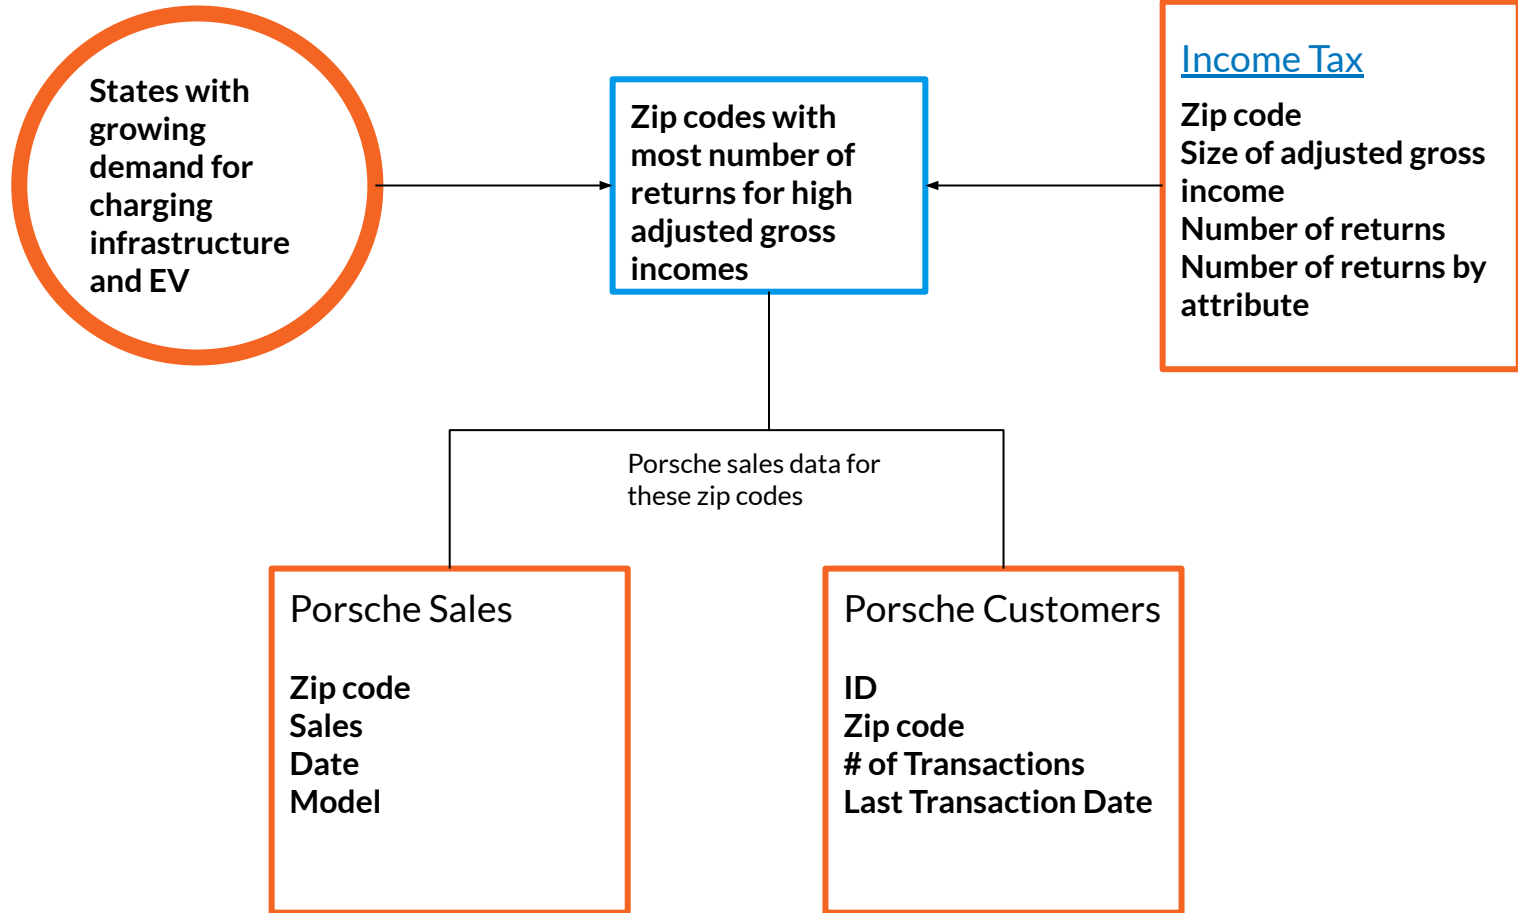 States with
growing
demand for
charging
infrastructure
and EV
Zip codes with
most number of
returns for high
adjusted gross
incomes
Income Tax
Zip code
Size of adjusted gross
income
Number of returns
Number of returns by
attribute
Porsche sales data for
these zip codes
Porsche Sales
Zip code
Sales
Date
Model
Porsche Customers
ID
Zip code
# of Transactions
Last Transaction Date